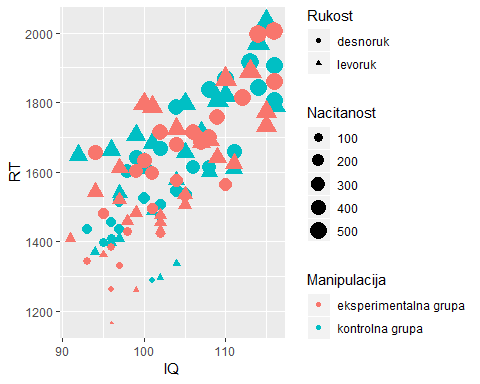 2000
1800
1600
1400
1200
RT
90
100
110
IQ
Rukost
desnoruk
levoruk
Nacitanost
100
200
300
400
500
Manipulacija
eksperimentalna grupa
kontrolna grupa